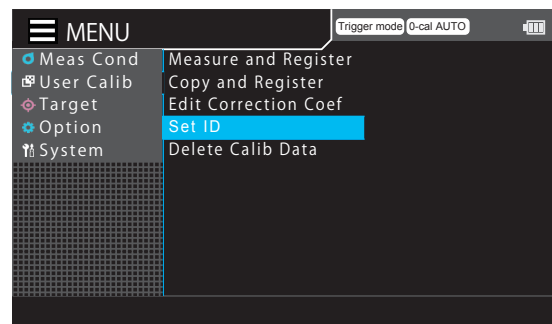 MENU
Trigger mode 0-cal AUTO
Meas Cond
User Calib
Target
Option
System
Measure and Register
Copy and Register
Edit Correction Coef
Set ID
Delete Calib Data